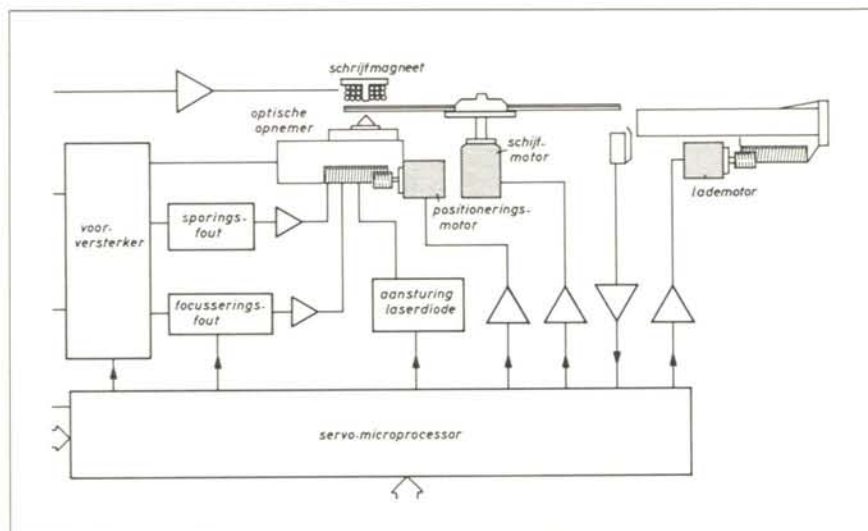 schrijfmagneet
optische
opnemer
schijf-
motor
lademotor
positionerings-
motor
voor-
versterker
sporings-
fout
focusserings-
fout
aansturing
laserdiode
servo-microprocessor